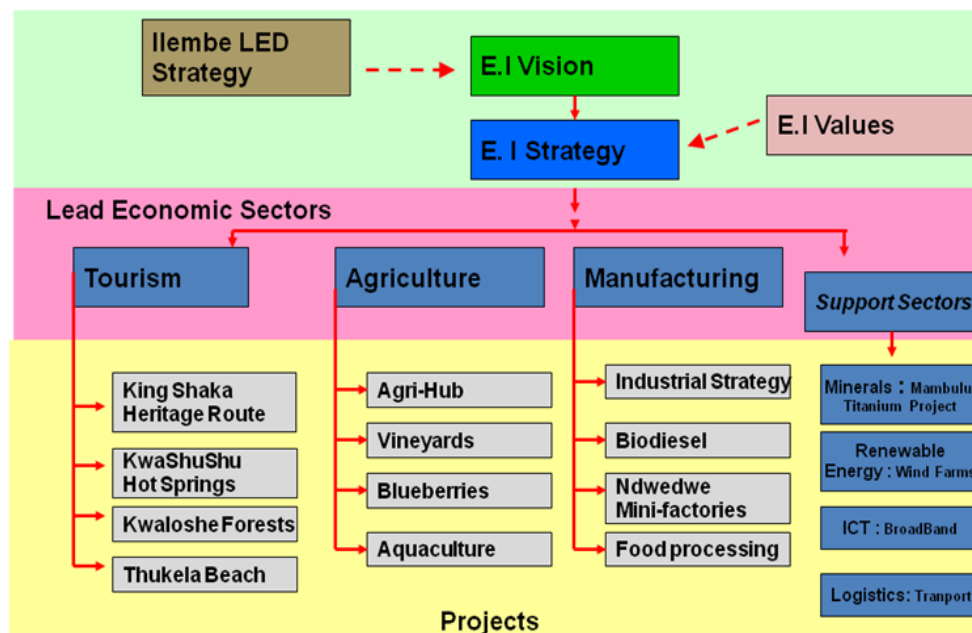 Ilembe LED
Strategy
E.I Vision
E.I Values
E. I Strategy
Lead Economic Sectors
Tourism
Agriculture
Manufacturing
Support Sectors
King Shaka
Heritage Route
KwaShuShu
Hot Springs
Kwaloshe Forests
Thukela Beach
Agri-Hub
Vineyards
Blueberries
Aquaculture
Industrial Strategy
Biodiesel
Ndwedwe
Mini-factories
Food processing
Minerals : Mambulu
Titanium Project
Renewable
Energy : Wind Farms
ICT : BroadBand
Logistics: Tranport
Projects